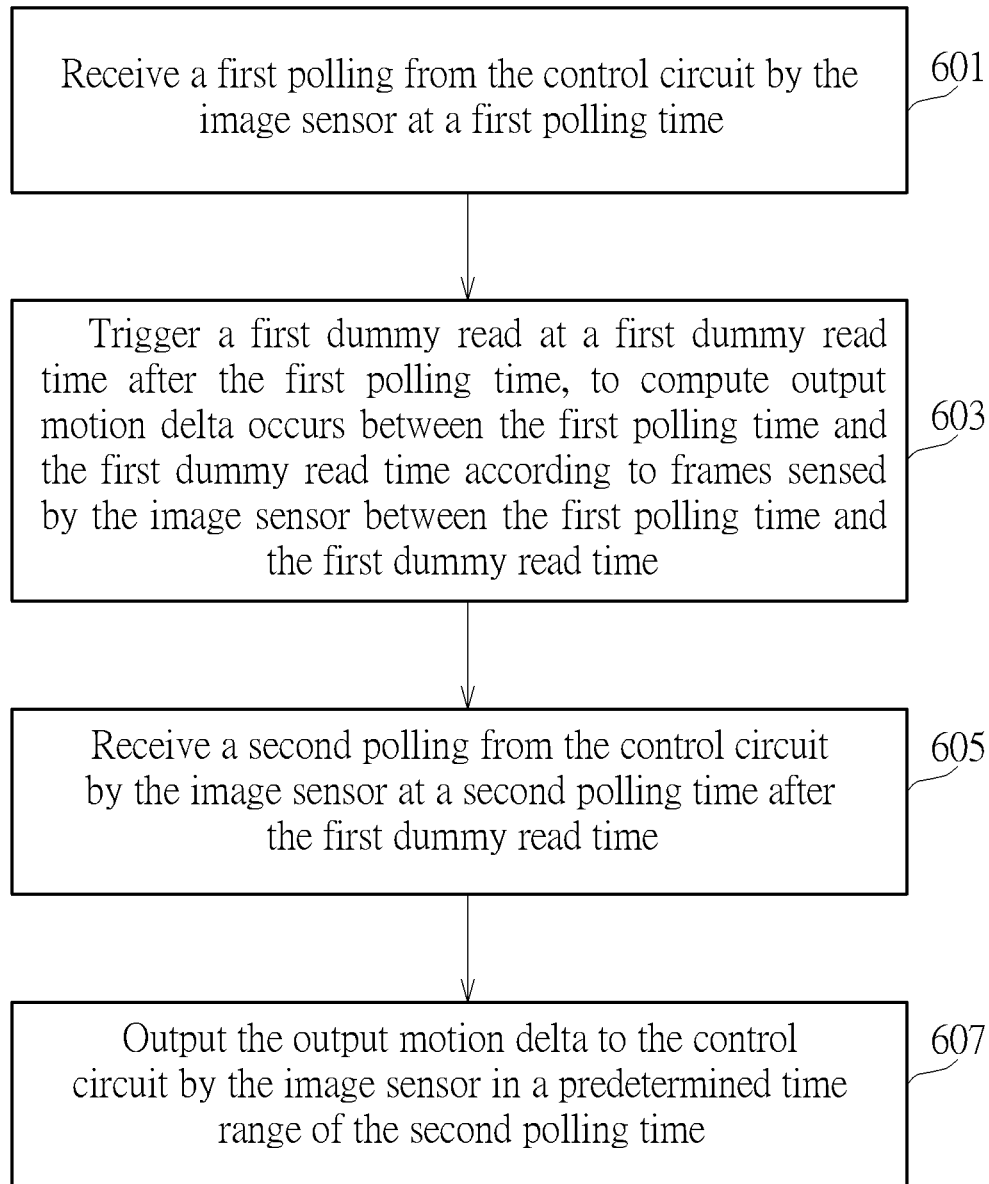 Receive a first polling from the control circuit by the
image sensor at a first polling time
601
Trigger a first dummy read at a first dummy read
time after the first polling time, to compute output
motion delta occurs between the first polling time and
the first dummy read time according to frames sensed
by the image sensor between the first polling time and
the first dummy read time
603
Receive a second polling from the control circuit
by the image sensor at a second polling time after
the first dummy read time
605
Output the output motion delta to the control
circuit by the image sensor in a predetermined time
range of the second polling time
607